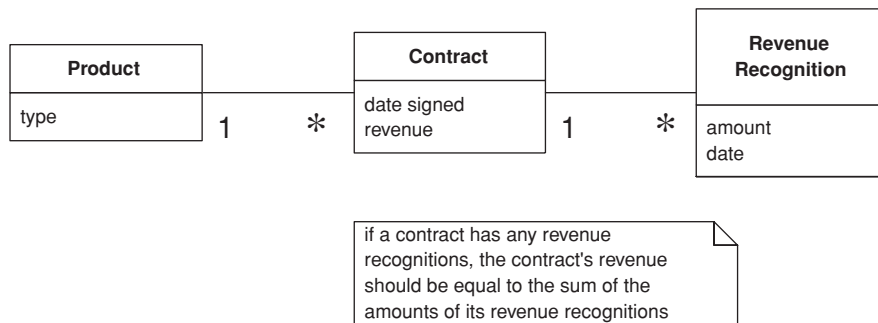 Product
type
1
*
Contract
date signed
revenue
1
*
Revenue
Recognition
amount
date
if a contract has any revenue
recognitions, the contract's revenue
should be equal to the sum of the
amounts of its revenue recognitions